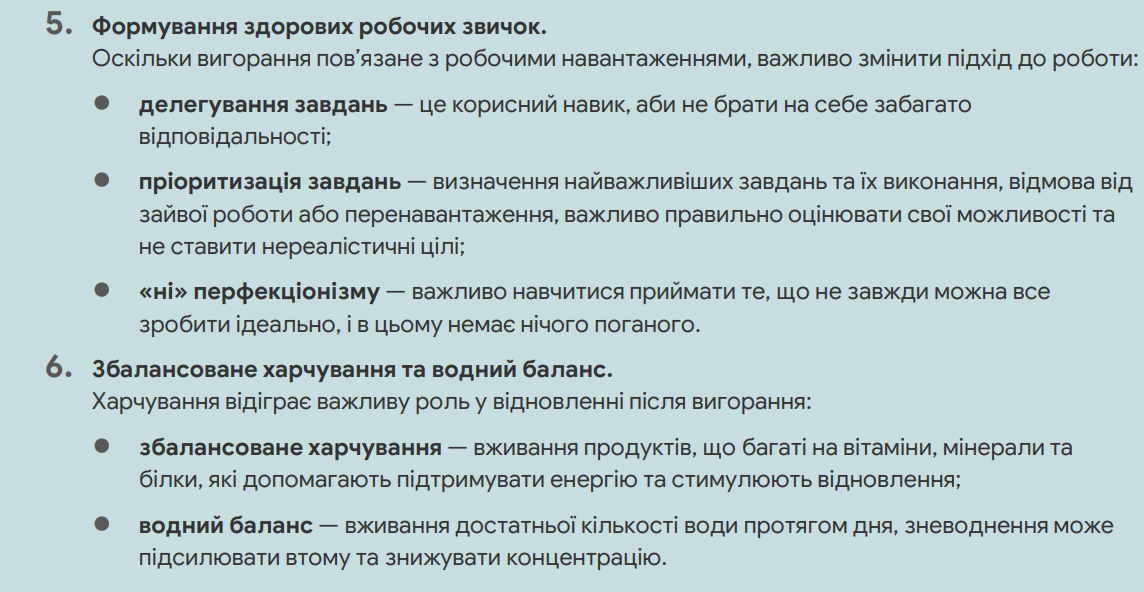 5. Формування здорових робочих звичок.
Оскільки вигорання пов’язане з робочими навантаженнями, важливо змінити підхід до роботи:
● делегування завдань — це корисний навик, аби не брати на себе забагато
відповідальності;
● пріоритизація завдань — визначення найважливіших завдань та їх виконання, відмова від
зайвої роботи або перенавантаження, важливо правильно оцінювати свої можливості та
не ставити нереалістичні цілі;
● «ні» перфекціонізму — важливо навчитися приймати те, що не завжди можна все
зробити ідеально, і в цьому немає нічого поганого.
6. Збалансоване харчування та водний баланс.
Харчування відіграє важливу роль у відновленні після вигорання:
● збалансоване харчування — вживання продуктів, що багаті на вітаміни, мінерали та
білки, які допомагають підтримувати енергію та стимулюють відновлення;
● водний баланс — вживання достатньої кількості води протягом дня, зневоднення може
підсилювати втому та знижувати концентрацію.